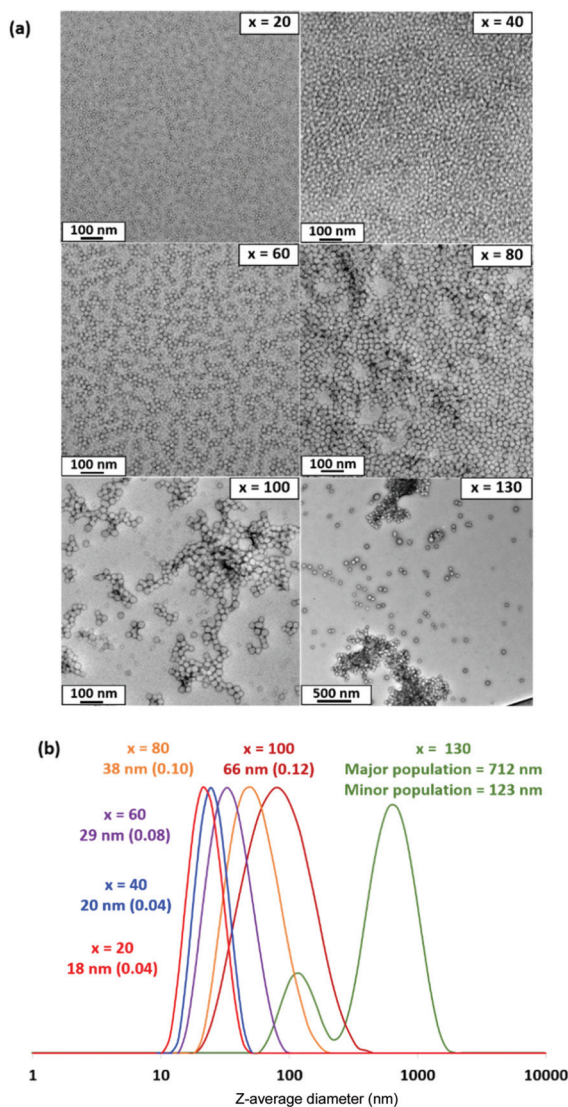 (a)
x = 20
x = 40
100 nm
100 nm
x = 60
x = 80
100 nm
100 nm
x = 100
x = 130
100 nm
500 nm
(b)
x = 80
38 nm (0.10)
x = 100
66 nm (0.12)
x = 130
Major population = 712 nm
Minor population = 123 nm
x = 60
29 nm (0.08)
x = 40
20 nm (0.04)
x = 20
18 nm (0.04)
1
10
100
1000
10000
Z-average diameter (nm)